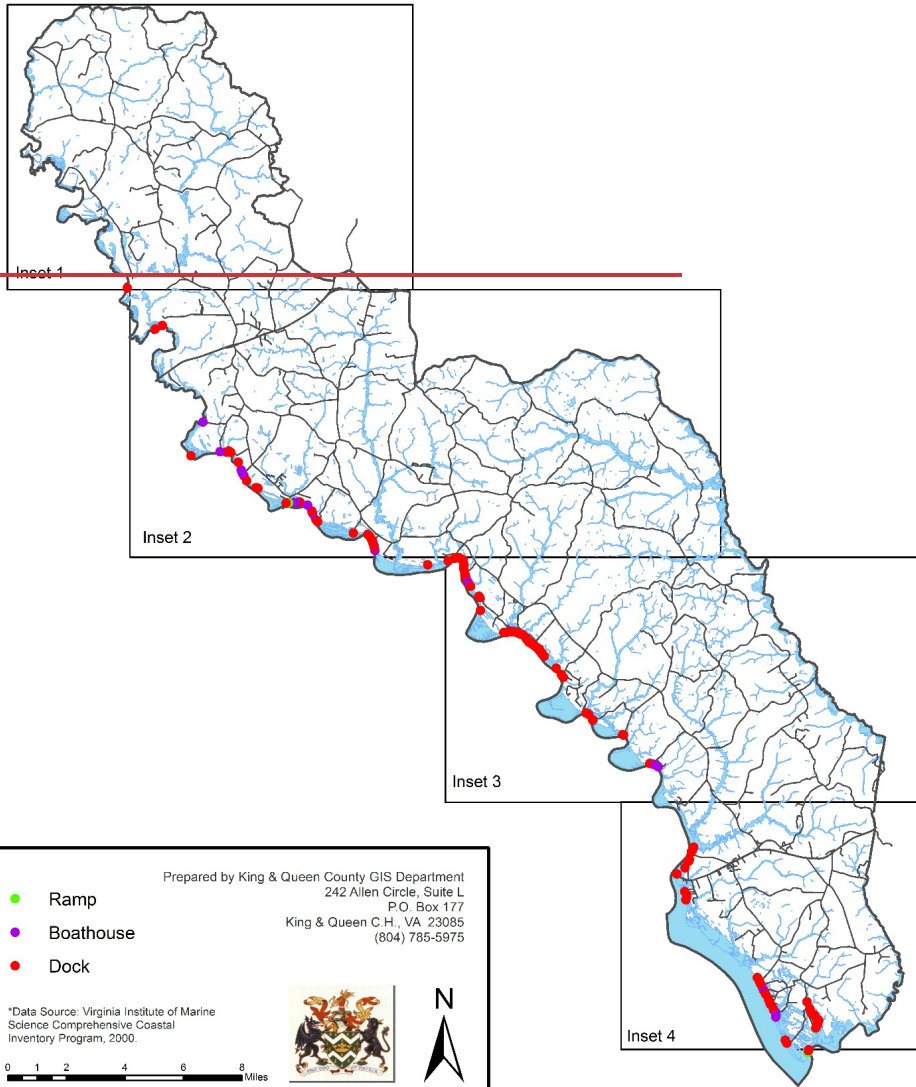 Inset 1
Inset 2
Inset 3
Inset 4
Ramp
Boathouse
Dock
Prepared by King & Queen County GIS Department
242 Allen Circle, Suite L
P.O. Box 177
King & Queen C.H., VA 23085
(804) 785-5975
*Data Source: Virginia Institute of Marine
Science Comprehensive Coastal
Inventory Program, 2000.
N
0 1 2 4 6 8
Miles